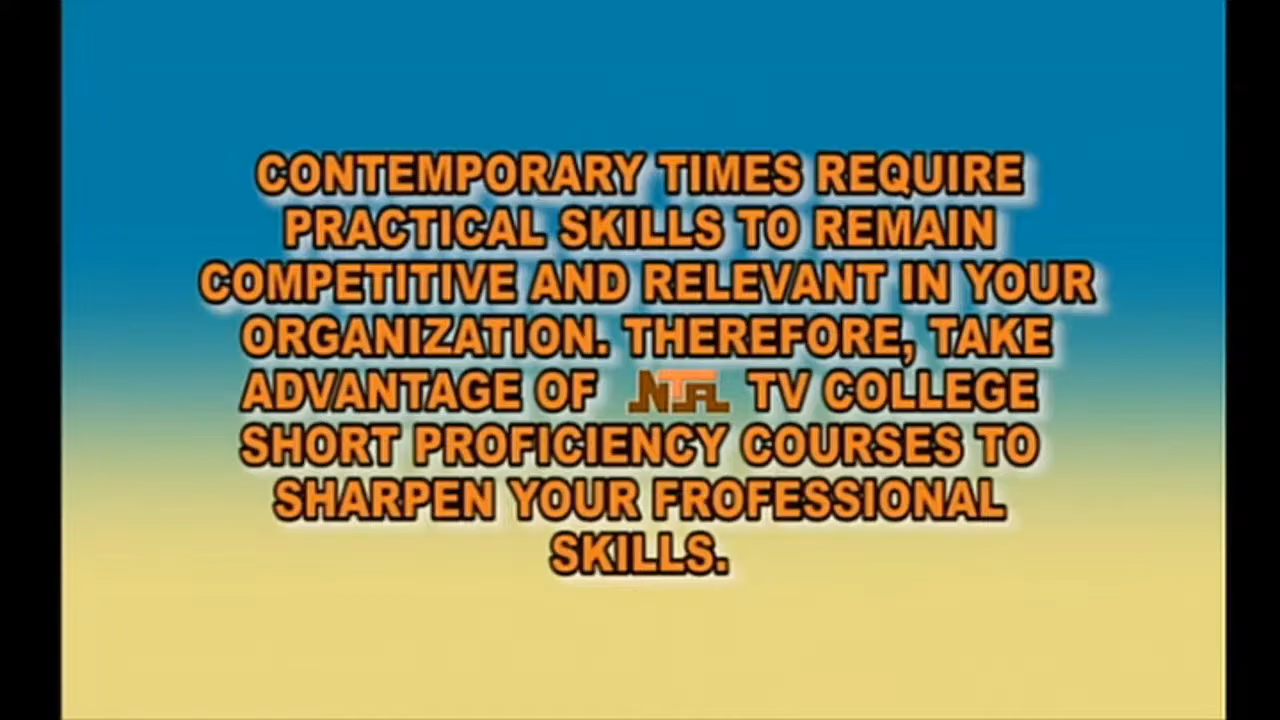 CONTEMPORARY TIMES REQUIRE
PRACTICAL SKILLS TO REMAIN
COMPETITIVE AND RELEVANT IN YOUR
ORGANIZATION. THEREFORE, TAKE
ADVANTAGE OF NTA TV COLLEGE
SHORT PROFICIENCY COURSES TO
SHARPEN YOUR FROFESSIONAL
SKILLS.